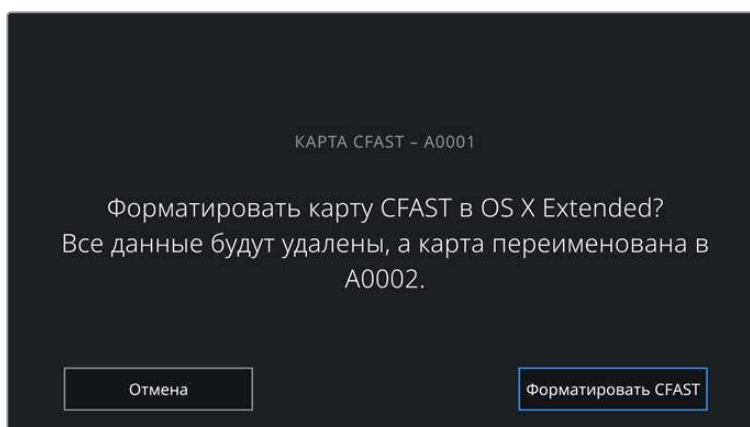 КАРТА CFAST – A0001
Форматировать карту CFAST в OS X Extended?
Все данные будут удалены, а карта переименована в
A0002.
Отмена
Форматировать CFAST